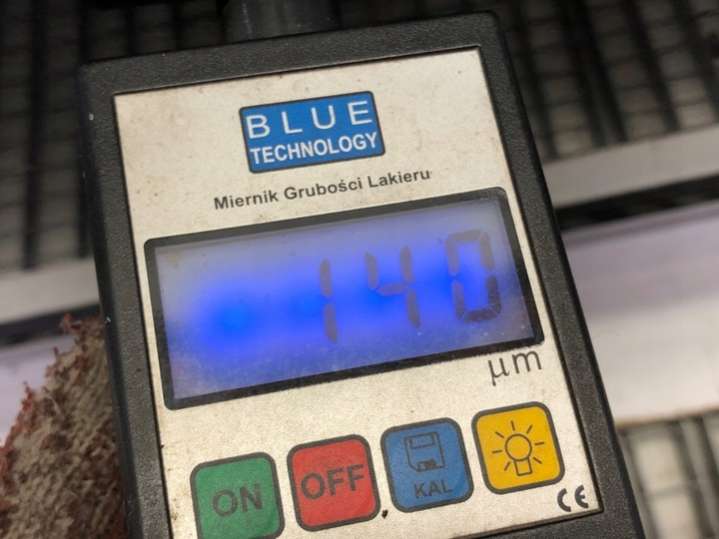 BLUE
TECHNOLOGY
Miernik Grubości Lakieru
140
μm
ON OFF KAL
CE